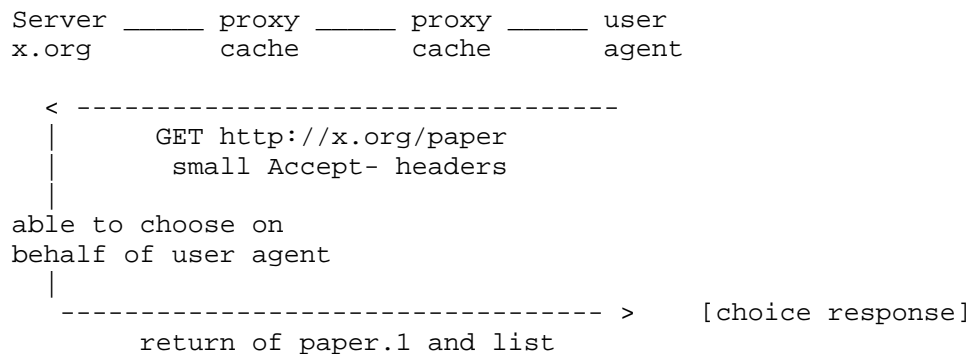 Server _____ proxy _____ proxy _____ user
x.org        cache       cache       agent
< ----------------------------------
GET http://x.org/paper
small Accept- headers
able to choose on
behalf of user agent
---------------------------------- >    [choice response]
return of paper.1 and list